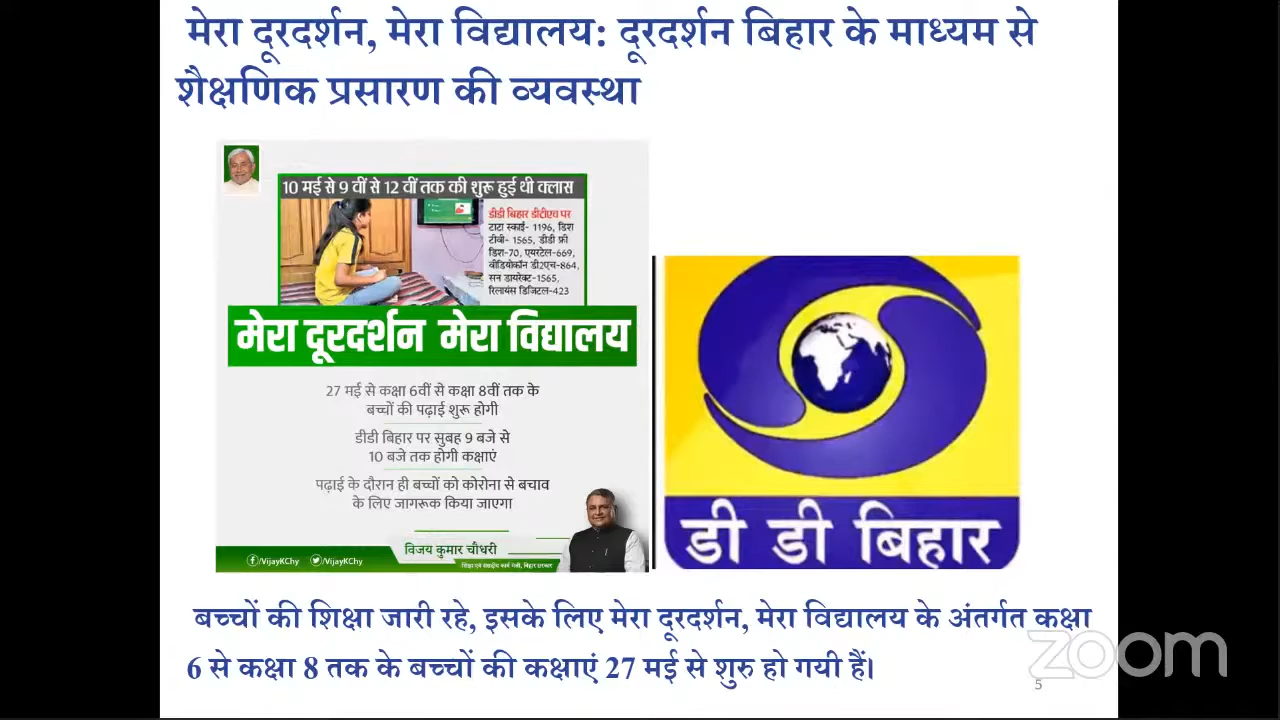 मेरा दूरदर्शन, मेरा विद्यालय: दूरदर्शन बिहार के माध्यम से
शैक्षणिक प्रसारण की व्यवस्था
10 मई से 9 वीं से 12 वीं तक की शुरू हुई थी क्लास
डीडी बिहार डीटीएच पर
टाटा स्काई- 1196, डिश
टीवी- 1565, डीडी फ्री
डिश-70, एयरटेल-669,
वीडियोकॉन डी2एच-864,
सन डायरेक्ट-1565,
रिलायंस डिजिटल-423
मेरा दूरदर्शन मेरा विद्यालय
27 मई से कक्षा 6वीं से कक्षा 8वीं तक के
बच्चों की पढ़ाई शुरू होगी
डीडी बिहार पर सुबह 9 बजे से
10 बजे तक होगी कक्षाएं
पढ़ाई के दौरान ही बच्चों को कोरोना से बचाव
के लिए जागरूक किया जाएगा
विजय कुमार चौधरी
शिक्षा एवं संसदीय कार्य मंत्री, बिहार सरकार
/VijayKChy /VijayKChy
डी डी बिहार
बच्चों की शिक्षा जारी रहे, इसके लिए मेरा दूरदर्शन, मेरा विद्यालय के अंतर्गत कक्षा
6 से कक्षा 8 तक के बच्चों की कक्षाएं 27 मई से शुरु हो गयी हैं।
zoom
5